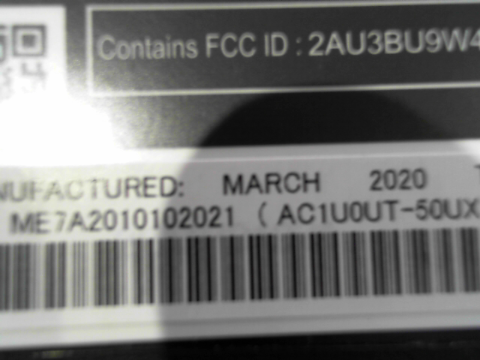 Contains FCC ID : 2AU3BU9W4
NUFACTURED: MARCH 2020
ME7A2010102021 ( AC1U0UT-50UX